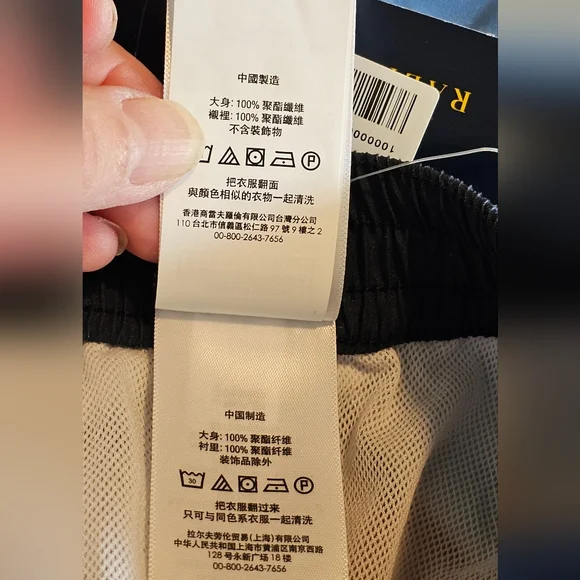 RAL
1000000
中國製造
大身: 100% 聚酯纖維
襯裡: 100% 聚酯纖維
不含裝飾物
P
把衣服翻面
與顏色相似的衣物一起清洗
香港商雷夫羅倫有限公司台灣分公司
110 台北市信義區松仁路 97 號 9 樓之 2
00-800-2643-7656
中国制造
大身: 100% 聚酯纤维
衬里: 100% 聚酯纤维
装饰品除外
30 P
把衣服翻过来
只可与同色系衣服一起清洗
拉尔夫劳伦贸易(上海)有限公司
中华人民共和国上海市黄浦区南京西路
128 号永新广场 18 楼
00-800-2643-7656